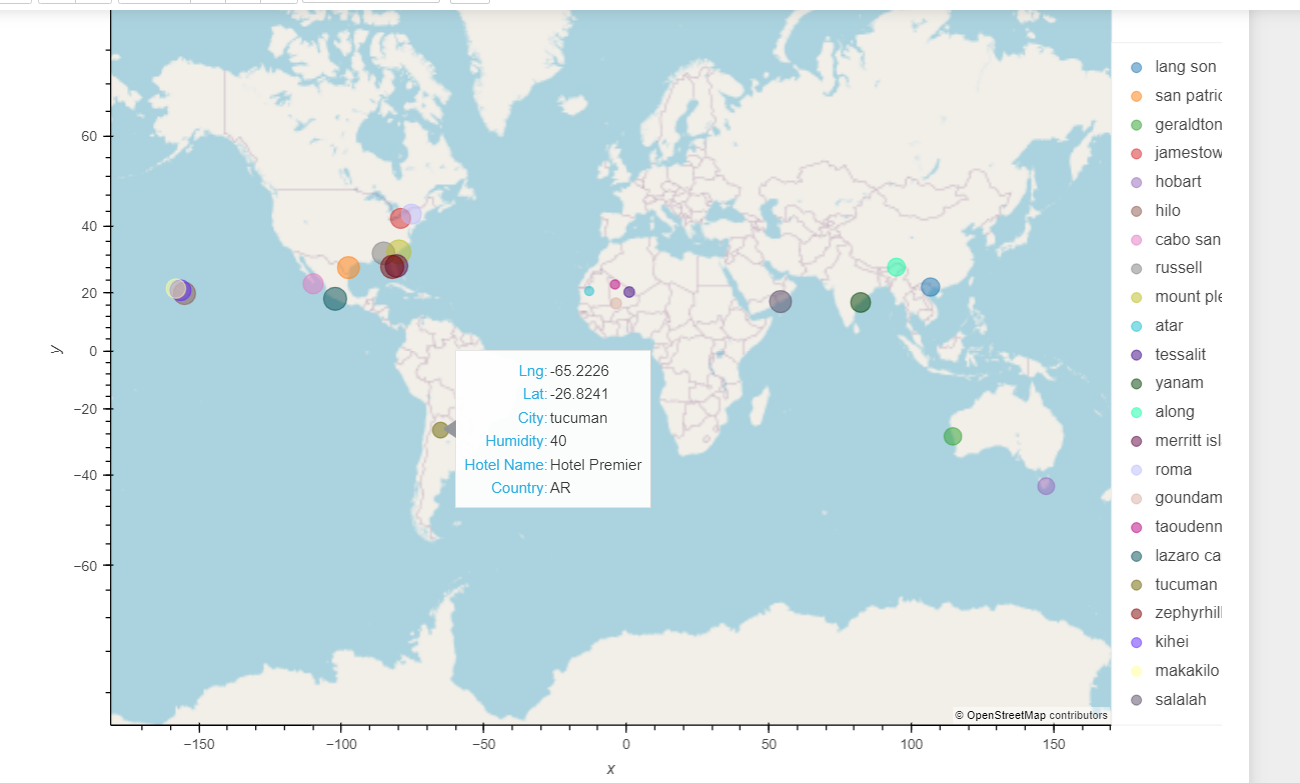 60
40
20
0
−20
−40
−60
y
Lng: -65.2226
Lat: -26.8241
City: tucuman
Humidity: 40
Hotel Name: Hotel Premier
Country: AR
© OpenStreetMap contributors
−150
−100
−50
0
50
100
150
x
lang son
san patric
geraldton
jamestow
hobart
hilo
cabo san
russell
mount ple
atar
tessalit
yanam
along
merritt isl
roma
goundam
taoudenn
lazaro ca
tucuman
zephyrhil
kihei
makakilo
salalah